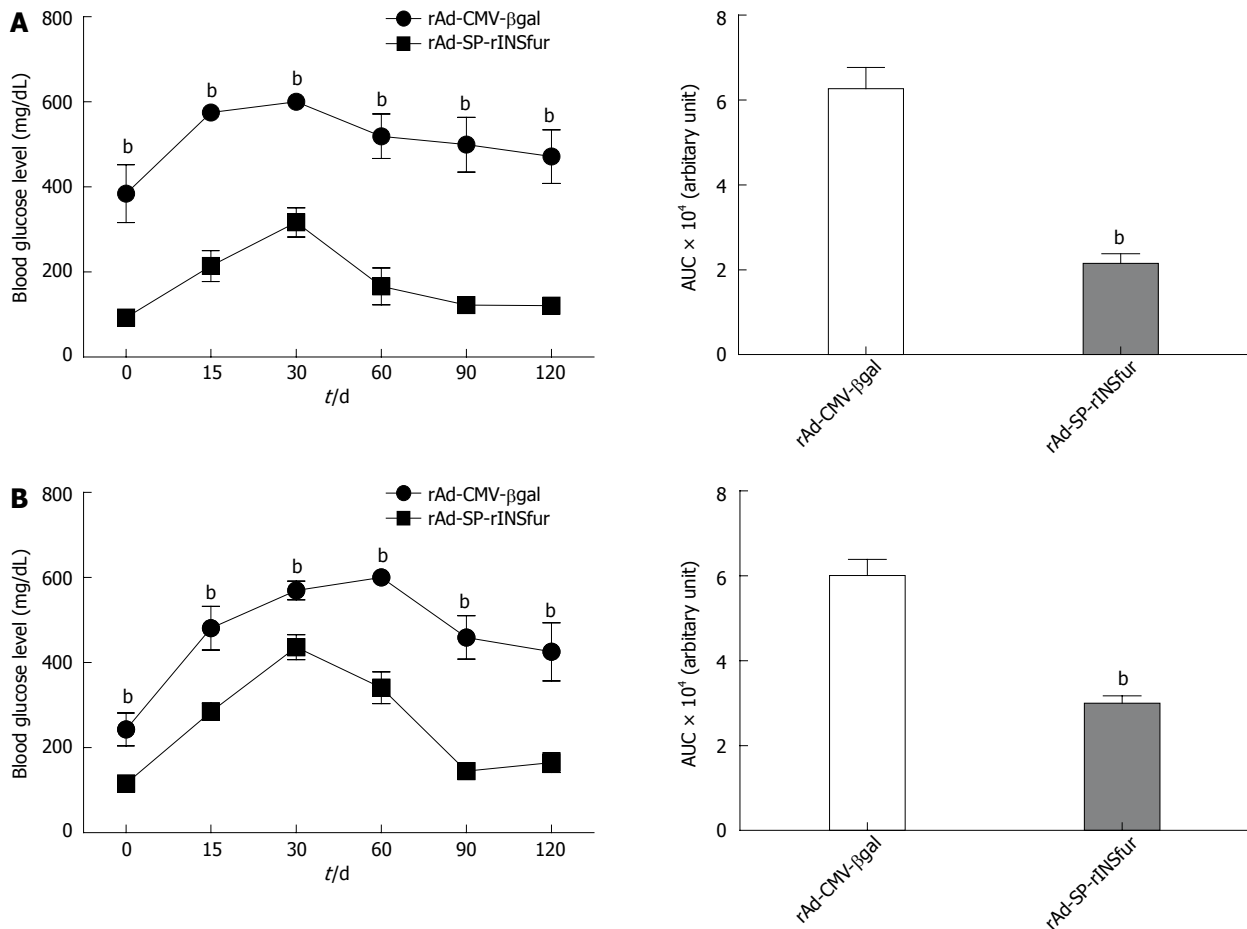 A
800
600
400
200
0
Blood glucose level (mg/dL)
rAd-CMV-βgal
rAd-SP-rINSfur
b
b
b
b
b
b
0 15 30 60 90 120
t/d
8
6
4
2
0
AUC × 10⁴ (arbitary unit)
b
rAd-CMV-βgal
rAd-SP-rINSfur
B
800
600
400
200
0
Blood glucose level (mg/dL)
rAd-CMV-βgal
rAd-SP-rINSfur
b
b
b
b
b
b
0 15 30 60 90 120
t/d
8
6
4
2
0
AUC × 10⁴ (arbitary unit)
b
rAd-CMV-βgal
rAd-SP-rINSfur